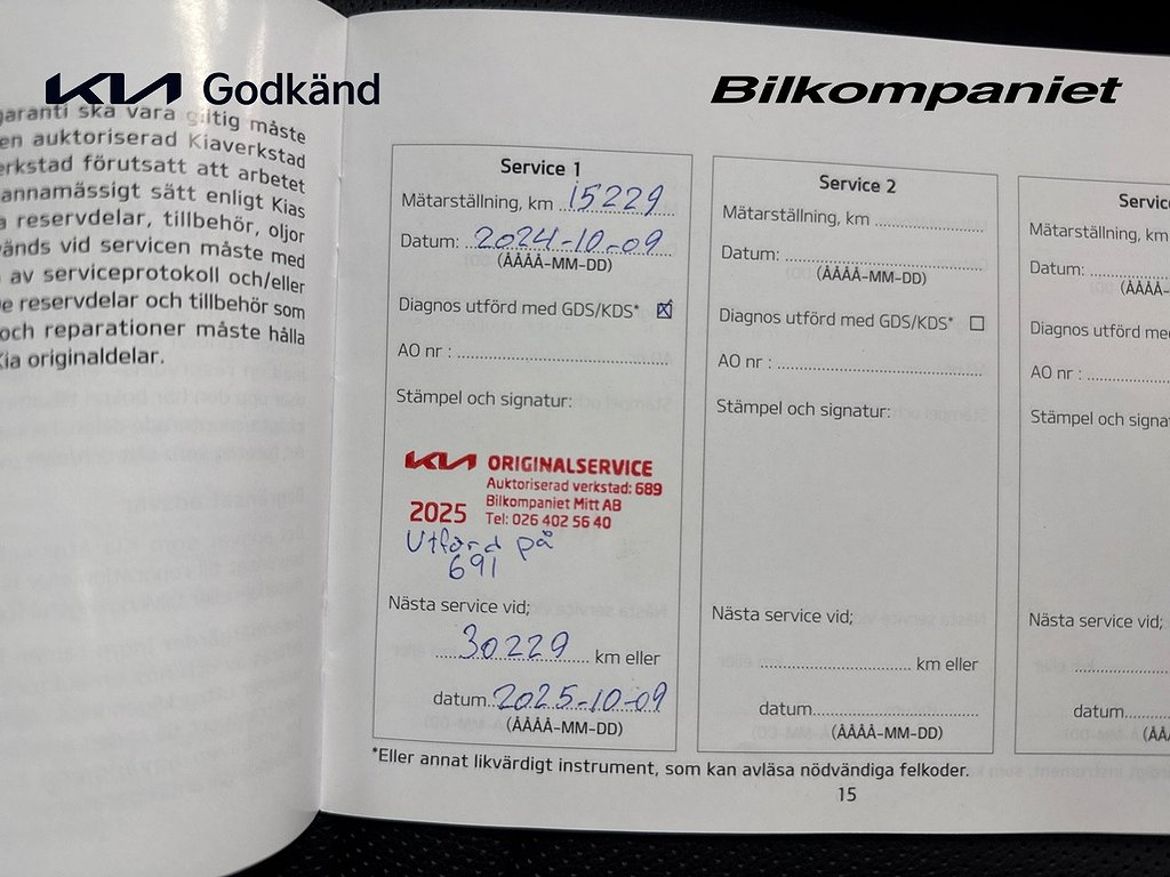 KIA Godkänd
Bilkompaniet
garanti ska vara giltig måste
en auktoriserad Kiaverkstad
erkstad förutsatt att arbetet
annamässigt sätt enligt Kias
a reservdelar, tillbehör, oljor
vänds vid servicen måste med
av serviceprotokoll och/eller
e reservdelar och tillbehör som
och reparationer måste hålla
Kia originaldelar.
Service 1
Mätarställning, km 15229
Datum: 2024-10-09
(ÅÅÅÅ-MM-DD)
Diagnos utförd med GDS/KDS* ☒
AO nr :
Stämpel och signatur:
KIA ORIGINALSERVICE
Auktoriserad verkstad: 689
Bilkompaniet Mitt AB
2025 Tel: 026 402 56 40
Utförd på
691
Nästa service vid;
30229 km eller
datum 2025-10-09
(ÅÅÅÅ-MM-DD)
Service 2
Mätarställning, km
Datum:
(ÅÅÅÅ-MM-DD)
Diagnos utförd med GDS/KDS* ☐
AO nr :
Stämpel och signatur:
Nästa service vid;
km eller
datum
(ÅÅÅÅ-MM-DD)
Service
Mätarställning, km
Datum:
(ÅÅÅÅ-
Diagnos utförd med
AO nr :
Stämpel och signa
Nästa service vid;
datum
(ÅÅ
*Eller annat likvärdigt instrument, som kan avläsa nödvändiga felkoder.
15